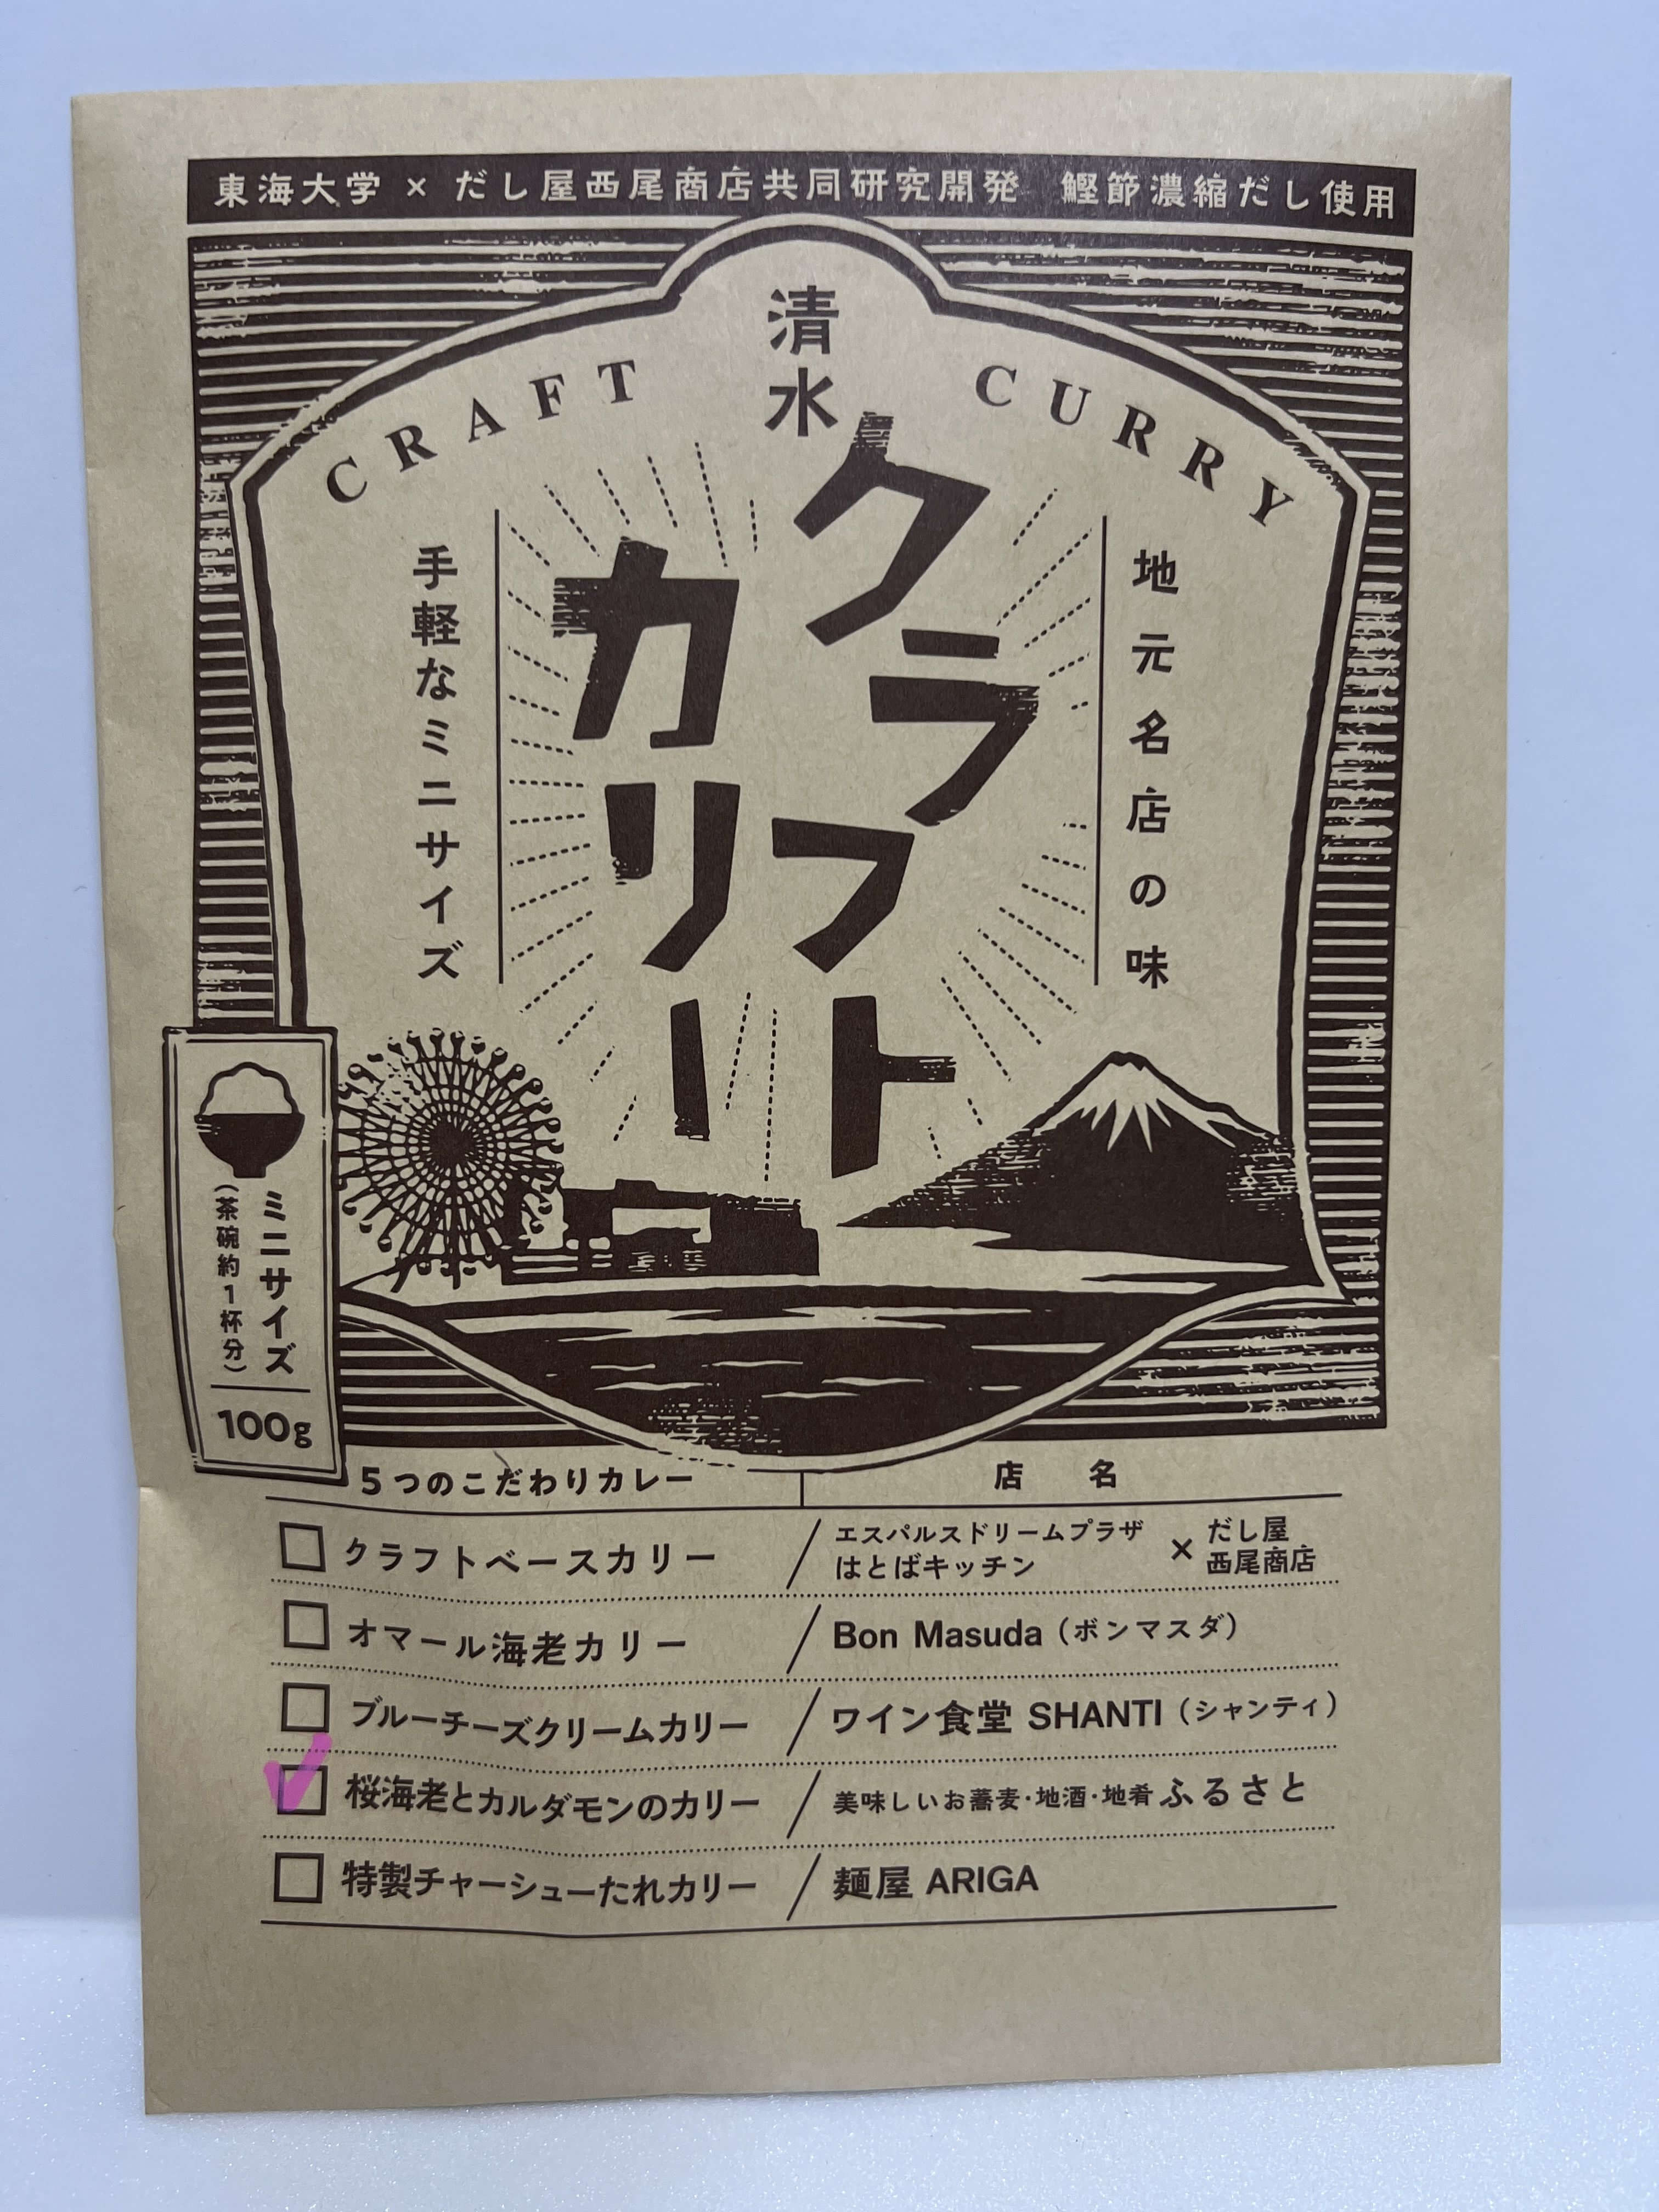 東海大学 × だし屋西尾商店共同研究開発　鰹節濃縮だし使用
清水
CRAFT CURRY
クラフト
カリー
地元名店の味
手軽なミニサイズ
ミニサイズ
（茶碗約1杯分）
100g
5つのこだわりカレー
店　名
クラフトベースカリー
エスパルスドリームプラザ
はとばキッチン
×
だし屋
西尾商店
オマール海老カリー
Bon Masuda（ボンマスダ）
ブルーチーズクリームカリー
ワイン食堂 SHANTI（シャンティ）
桜海老とカルダモンのカリー
美味しいお蕎麦・地酒・地肴 ふるさと
特製チャーシューたれカリー
麺屋 ARIGA